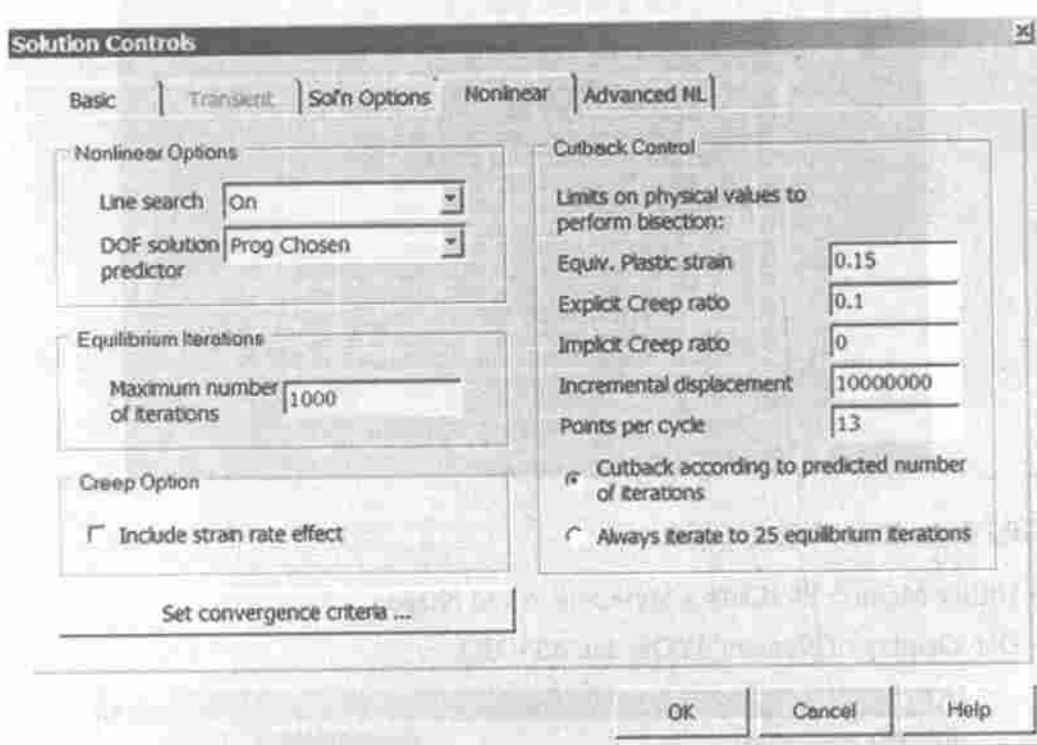 Solution Controls
Basic
Transient
Sol'n Options
Nonlinear
Advanced NL
Nonlinear Options
Line search
On
DOF solution predictor
Prog Chosen
Equilibrium Iterations
Maximum number of iterations
1000
Creep Option
Include strain rate effect
Set convergence criteria ...
Cutback Control
Limits on physical values to
perform bisection:
Equiv. Plastic strain
0.15
Explicit Creep ratio
0.1
Implicit Creep ratio
0
Incremental displacement
10000000
Points per cycle
13
Cutback according to predicted number
of iterations
Always iterate to 25 equilibrium iterations
OK
Cancel
Help